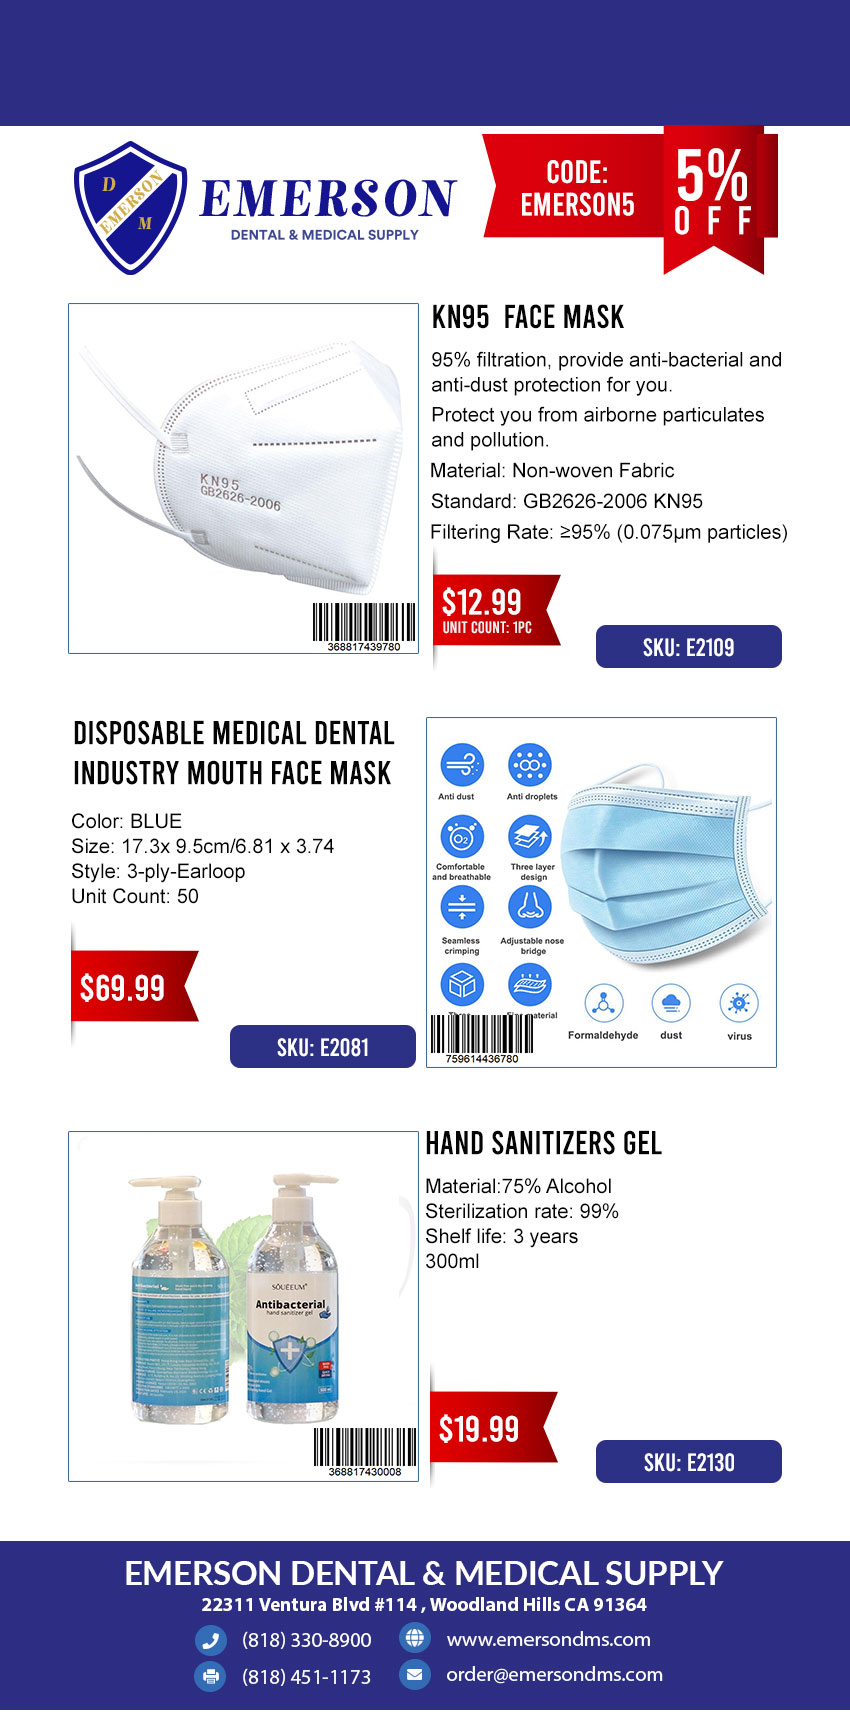 D
EMERSON
M
EMERSON
DENTAL & MEDICAL SUPPLY
CODE:
EMERSON5
5%
OFF
KN95 FACE MASK
95% filtration, provide anti-bacterial and
anti-dust protection for you.
Protect you from airborne particulates
and pollution.
Material: Non-woven Fabric
Standard: GB2626-2006 KN95
Filtering Rate: ≥95% (0.075μm particles)
KN95
GB2626-2006
368817439780
$12.99
UNIT COUNT: 1PC
SKU: E2109
DISPOSABLE MEDICAL DENTAL
INDUSTRY MOUTH FACE MASK
Color: BLUE
Size: 17.3x 9.5cm/6.81 x 3.74
Style: 3-ply-Earloop
Unit Count: 50
$69.99
SKU: E2081
Anti dust
Anti droplets
Comfortable
and breathable
Three layer
design
Seamless
crimping
Adjustable nose
bridge
material
Formaldehyde
dust
virus
759614436780
HAND SANITIZERS GEL
Material:75% Alcohol
Sterilization rate: 99%
Shelf life: 3 years
300ml
SOUEEUM
Antibacterial
hand sanitizer gel
368817430008
$19.99
SKU: E2130
EMERSON DENTAL & MEDICAL SUPPLY
22311 Ventura Blvd #114 , Woodland Hills CA 91364
(818) 330-8900
www.emersondms.com
(818) 451-1173
order@emersondms.com